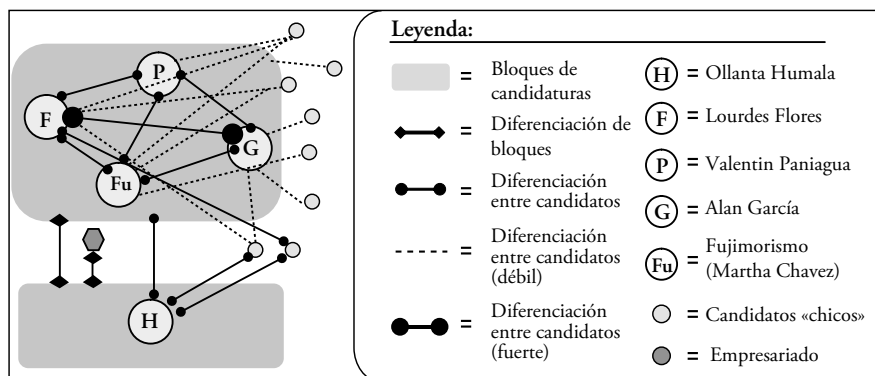 P
F
G
Fu
H
Leyenda:
= Bloques de
candidaturas
= Diferenciación de
bloques
= Diferenciación
entre candidatos
= Diferenciación
entre candidatos
(débil)
= Diferenciación
entre candidatos
(fuerte)
H = Ollanta Humala
F = Lourdes Flores
P = Valentin Paniagua
G = Alan García
Fu = Fujimorismo
(Martha Chavez)
= Candidatos «chicos»
= Empresariado